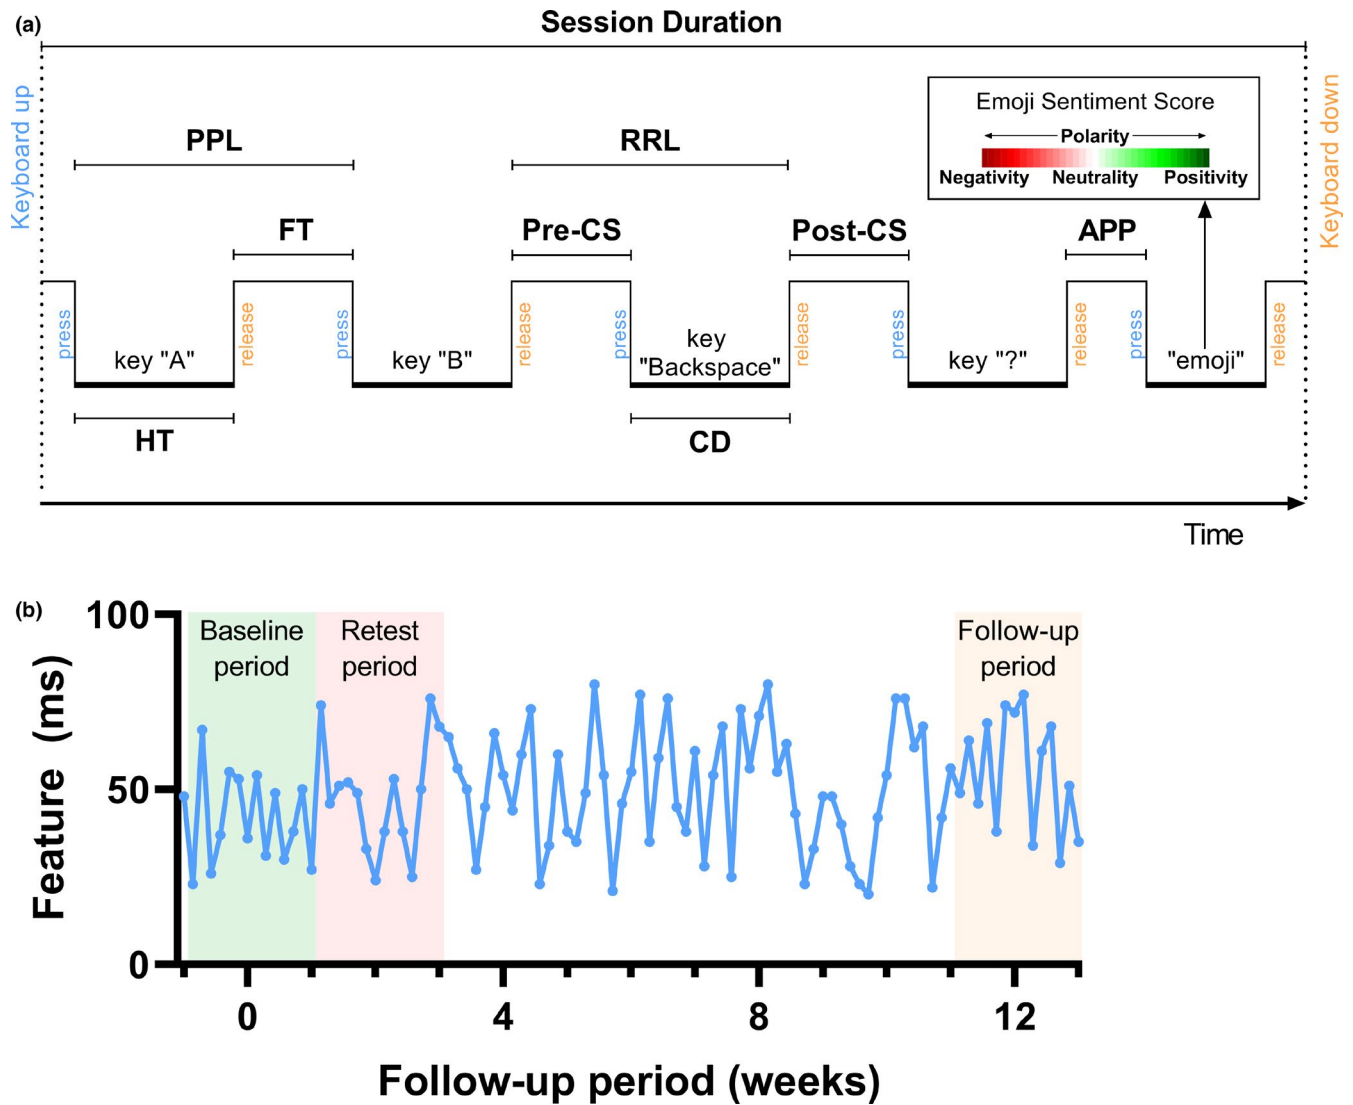 (a)
Session Duration
Keyboard up
Keyboard down
Emoji Sentiment Score
Polarity
Negativity Neutrality Positivity
PPL
RRL
FT
Pre-CS
Post-CS
APP
press
release
press
release
press
release
press
release
press
release
key "A"
key "B"
key
"Backspace"
key "?"
"emoji"
HT
CD
Time
(b)
100
50
0
Feature (ms)
Baseline
period
Retest
period
Follow-up
period
0 4 8 12
Follow-up period (weeks)